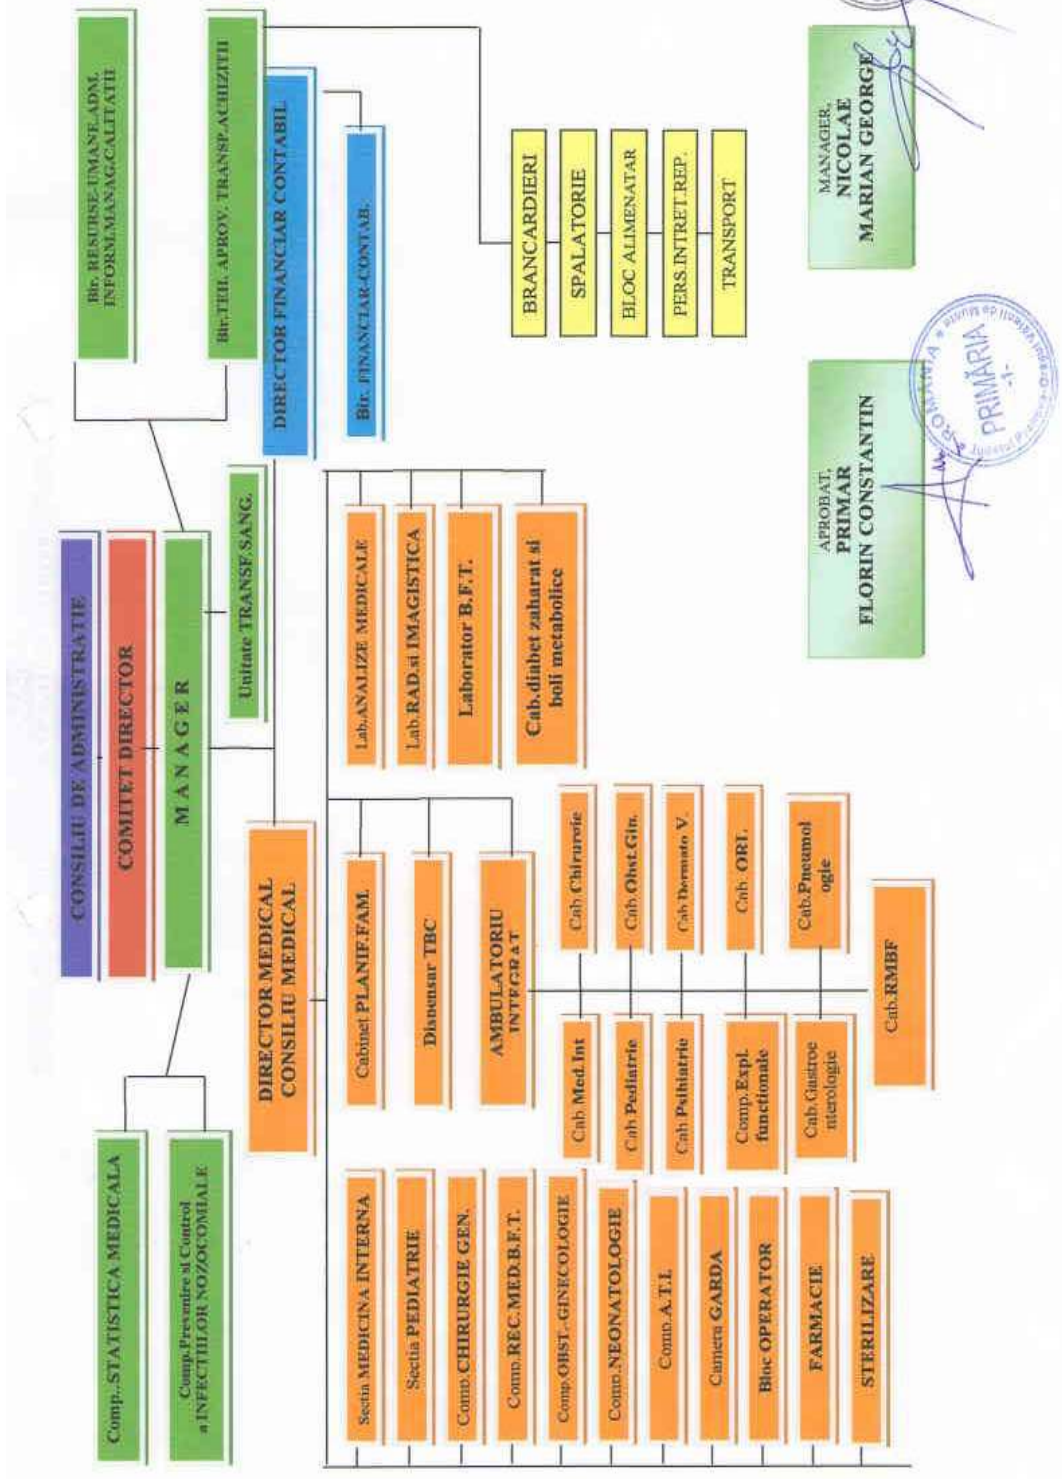 CONSILIU DE ADMINISTRATIE
COMITET DIRECTOR
M A N A G E R
Comp..STATISTICA MEDICALA
Comp.Prevenire si Control
a INFECTIILOR NOZOCOMIALE
Bir. RESURSE-UMANE.ADM.
INFORM.MANAG.CALITATII
Bir.TEH. APROV. TRANSP.ACHIZITII
Unitate TRANSF.SANG.
DIRECTOR MEDICAL
CONSILIU MEDICAL
DIRECTOR FINANCIAR CONTABIL
Bir. FINANCIAR-CONTAB.
Sectia MEDICINA INTERNA
Sectia PEDIATRIE
Comp.CHIRURGIE GEN.
Comp.REC.MED.B.F.T.
Comp.OBST.-GINECOLOGIE
Comp.NEONATOLOGIE
Comp.A.T.I.
Camera GARDA
Bloc OPERATOR
FARMACIE
STERILIZARE
Cabinet PLANIF.FAM.
Dispensar TBC
AMBULATORIU
INTEGRAT
Cab.Med.Int
Cab.Chirurgie
Cab.Pediatrie
Cab.Obst.Gin.
Cab.Psihiatrie
Cab.Dermato V.
Comp.Expl.
functionale
Cab. ORL.
Cab.Gastroe
nterologie
Cab.Pneumol
ogie
Cab.RMBF
Lab.ANALIZE MEDICALE
Lab.RAD.si IMAGISTICA
Laborator B.F.T.
Cab.diabet zaharat si
boli metabolice
BRANCARDIERI
SPALATORIE
BLOC ALIMENATAR
PERS.INTRET.REP.
TRANSPORT
APROBAT,
PRIMAR
FLORIN CONSTANTIN
MANAGER,
NICOLAE
MARIAN GEORGE
ROMÂNIA
PRIMĂRIA
-1-